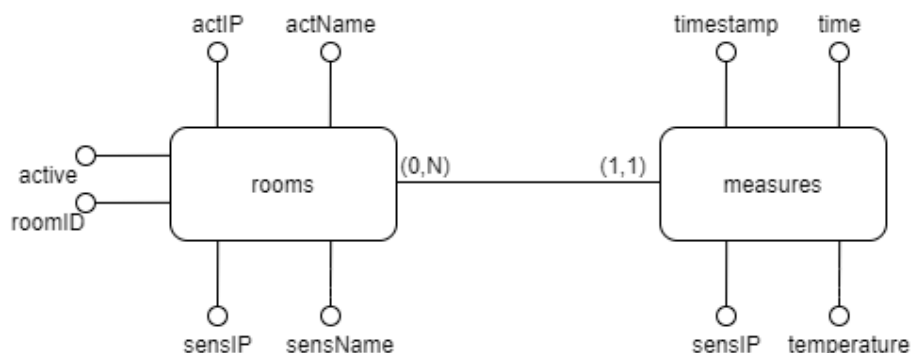 actIP actName timestamp time
active rooms (0,N) (1,1) measures
roomID
sensIP sensName sensIP temperature